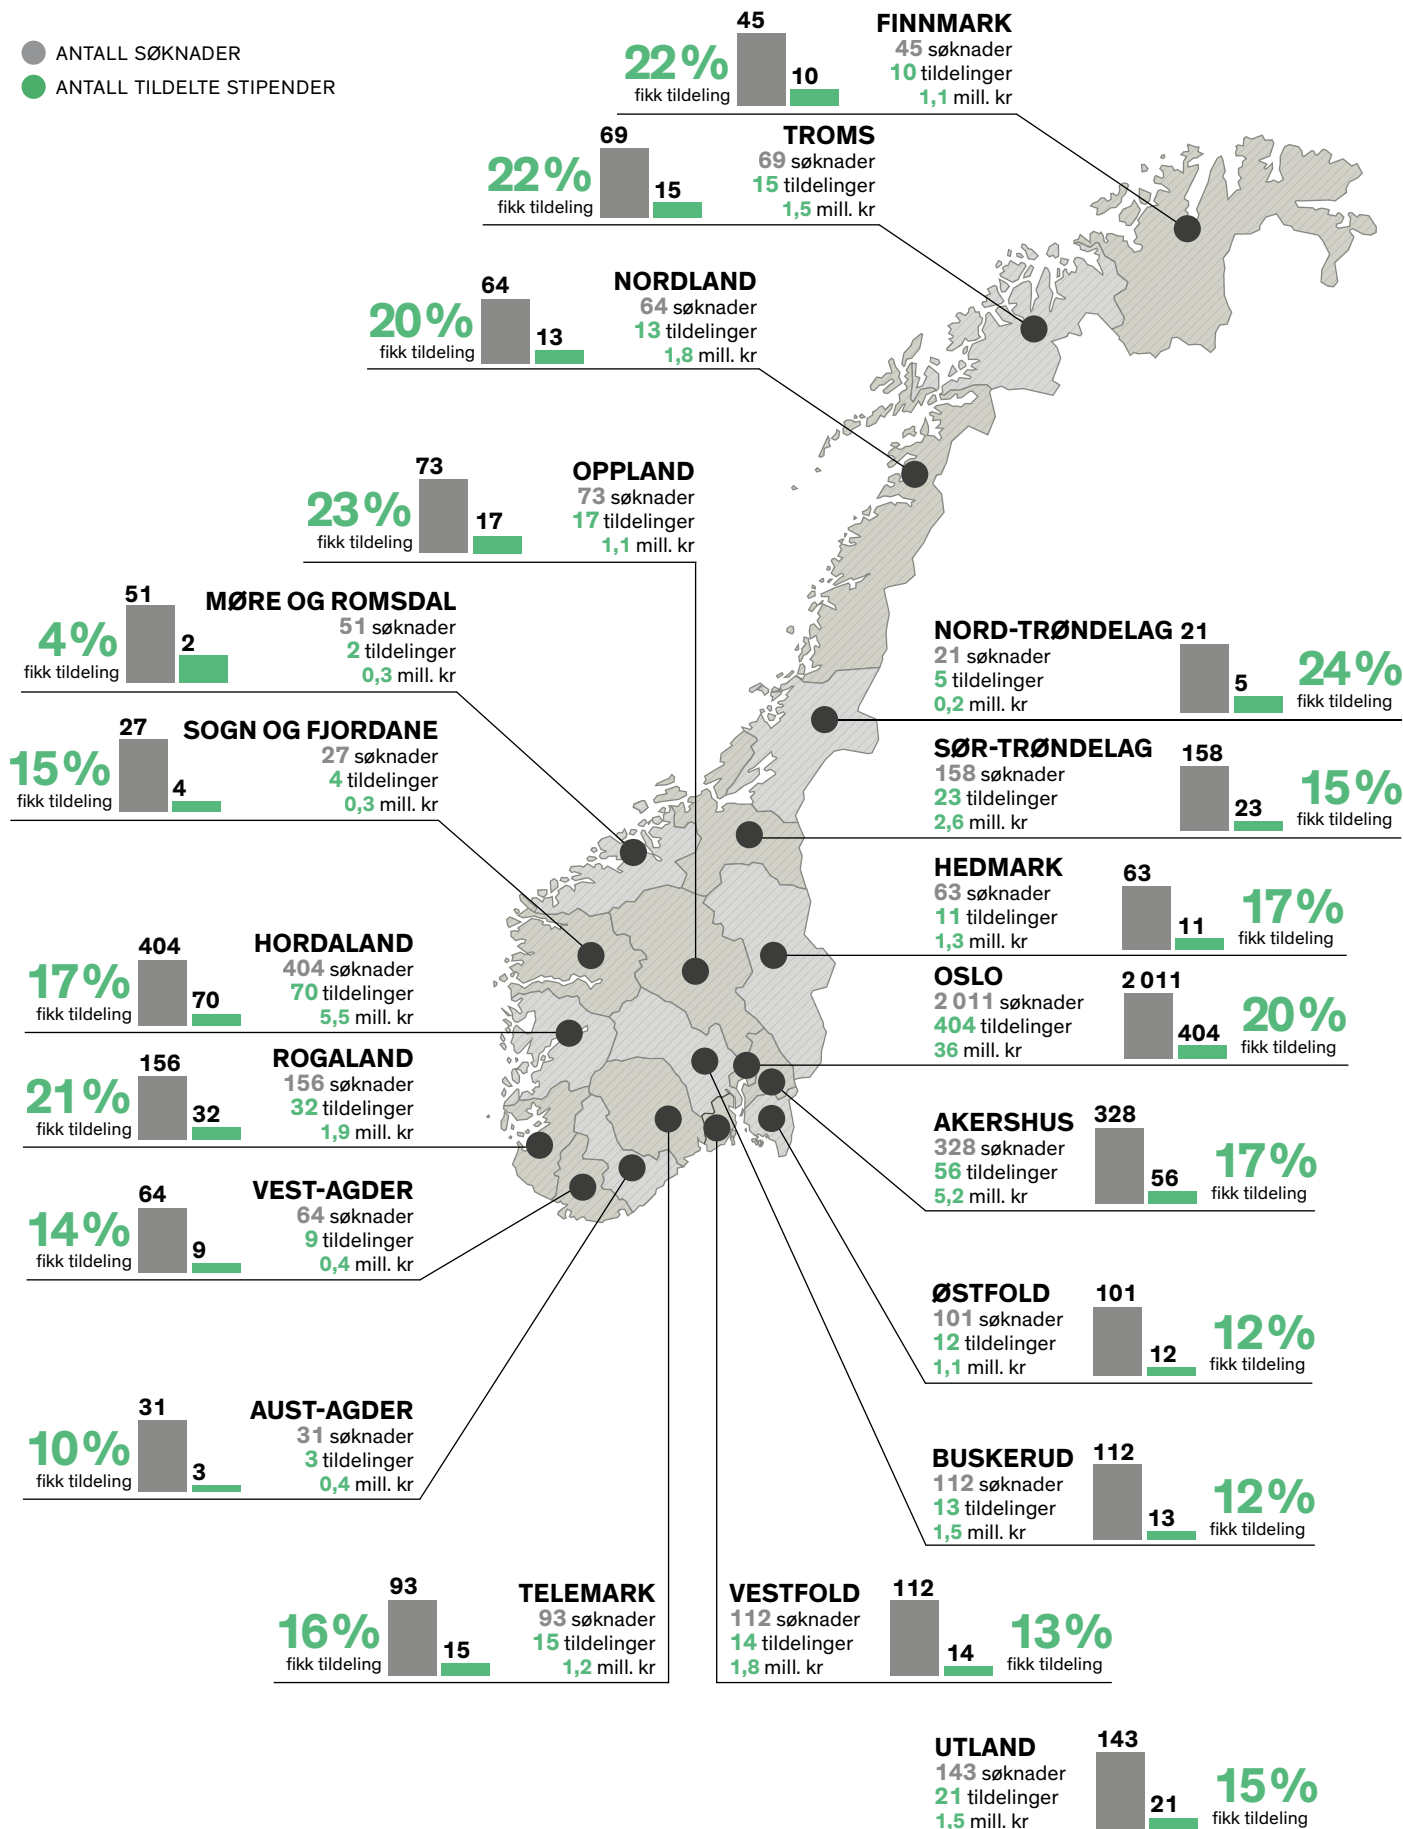 ANTALL SØKNADER
ANTALL TILDELTE STIPENDER
45
FINNMARK
45 søknader
10 tildelinger
1,1 mill. kr
22 %
fikk tildeling
10
69
TROMS
69 søknader
15 tildelinger
1,5 mill. kr
22 %
fikk tildeling
15
64
NORDLAND
64 søknader
13 tildelinger
1,8 mill. kr
20 %
fikk tildeling
13
73
OPPLAND
73 søknader
17 tildelinger
1,1 mill. kr
23 %
fikk tildeling
17
51
MØRE OG ROMSDAL
51 søknader
2 tildelinger
0,3 mill. kr
4 %
fikk tildeling
2
27
SOGN OG FJORDANE
27 søknader
4 tildelinger
0,3 mill. kr
15 %
fikk tildeling
4
NORD-TRØNDELAG 21
21 søknader
5 tildelinger
0,2 mill. kr
5
24 %
fikk tildeling
SØR-TRØNDELAG
158
158 søknader
23 tildelinger
2,6 mill. kr
23
15 %
fikk tildeling
HEDMARK
63
63 søknader
11 tildelinger
1,3 mill. kr
11
17 %
fikk tildeling
404
HORDALAND
404 søknader
70 tildelinger
5,5 mill. kr
17 %
fikk tildeling
70
OSLO
2 011
2 011 søknader
404 tildelinger
36 mill. kr
404
20 %
fikk tildeling
156
ROGALAND
156 søknader
32 tildelinger
1,9 mill. kr
21 %
fikk tildeling
32
AKERSHUS
328
328 søknader
56 tildelinger
5,2 mill. kr
56
17 %
fikk tildeling
64
VEST-AGDER
64 søknader
9 tildelinger
0,4 mill. kr
14 %
fikk tildeling
9
ØSTFOLD
101
101 søknader
12 tildelinger
1,1 mill. kr
12
12 %
fikk tildeling
31
AUST-AGDER
31 søknader
3 tildelinger
0,4 mill. kr
10 %
fikk tildeling
3
BUSKERUD
112
112 søknader
13 tildelinger
1,5 mill. kr
13
12 %
fikk tildeling
93
TELEMARK
93 søknader
15 tildelinger
1,2 mill. kr
16 %
fikk tildeling
15
VESTFOLD
112
112 søknader
14 tildelinger
1,8 mill. kr
14
13 %
fikk tildeling
UTLAND
143
143 søknader
21 tildelinger
1,5 mill. kr
21
15 %
fikk tildeling